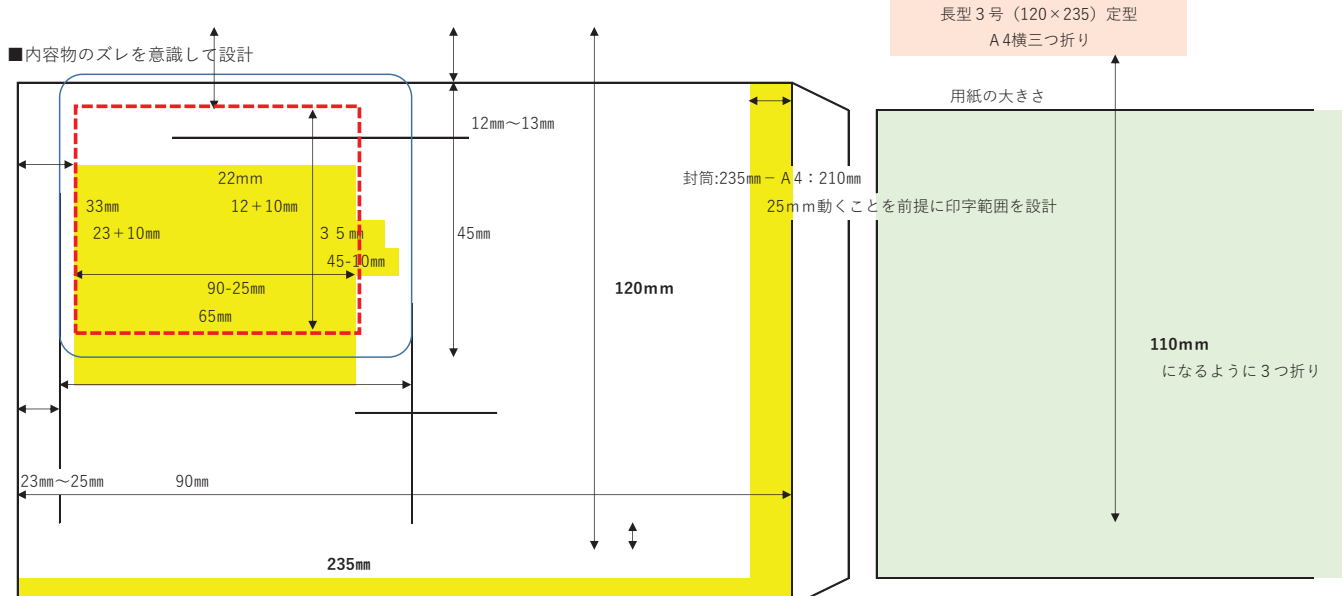 長型３号（120×235）定型
Ａ4横三つ折り
■内容物のズレを意識して設計
用紙の大きさ
12㎜～13㎜
22mm
封筒:235㎜－Ａ4：210㎜
33㎜
12＋10㎜
25ｍｍ動くことを前提に印字範囲を設計
23＋10㎜
３５㎜
45㎜
45-10㎜
90-25㎜
120mm
65㎜
110mm
になるように３つ折り
23㎜～25㎜
90㎜
235㎜